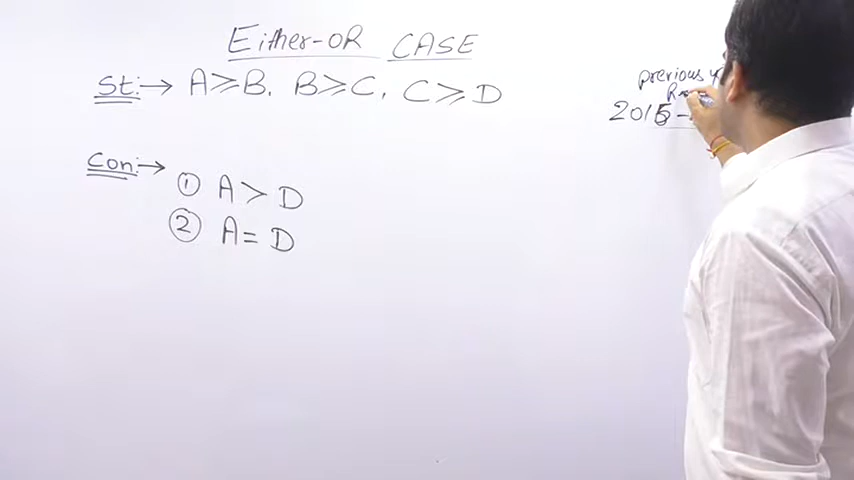 Either-OR CASE
St:→ A≥B, B≥C, C≥D
previous
2015-
Con:→
① A > D
② A = D